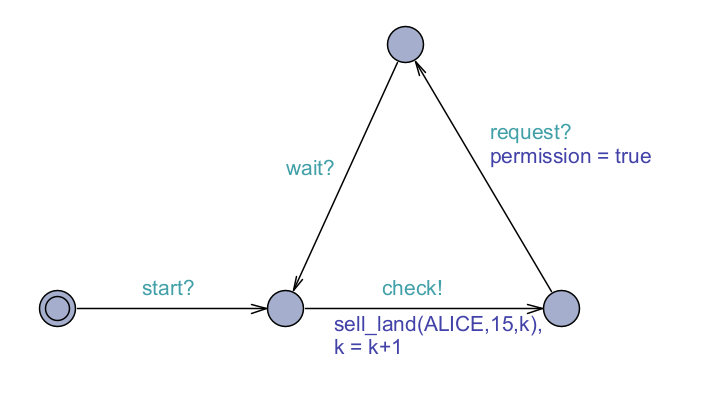 request?
permission = true
wait?
start?
check!
sell_land(ALICE,15,k),
k = k+1